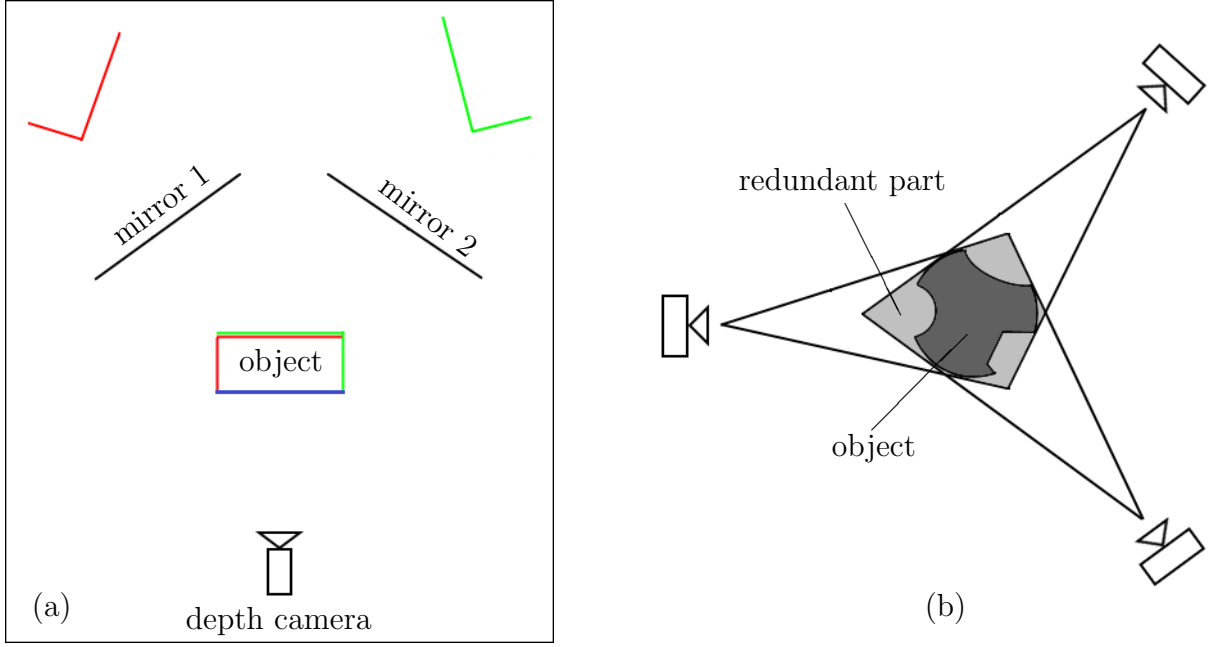 mirror 1
mirror 2
object
depth camera
(a)
redundant part
object
(b)